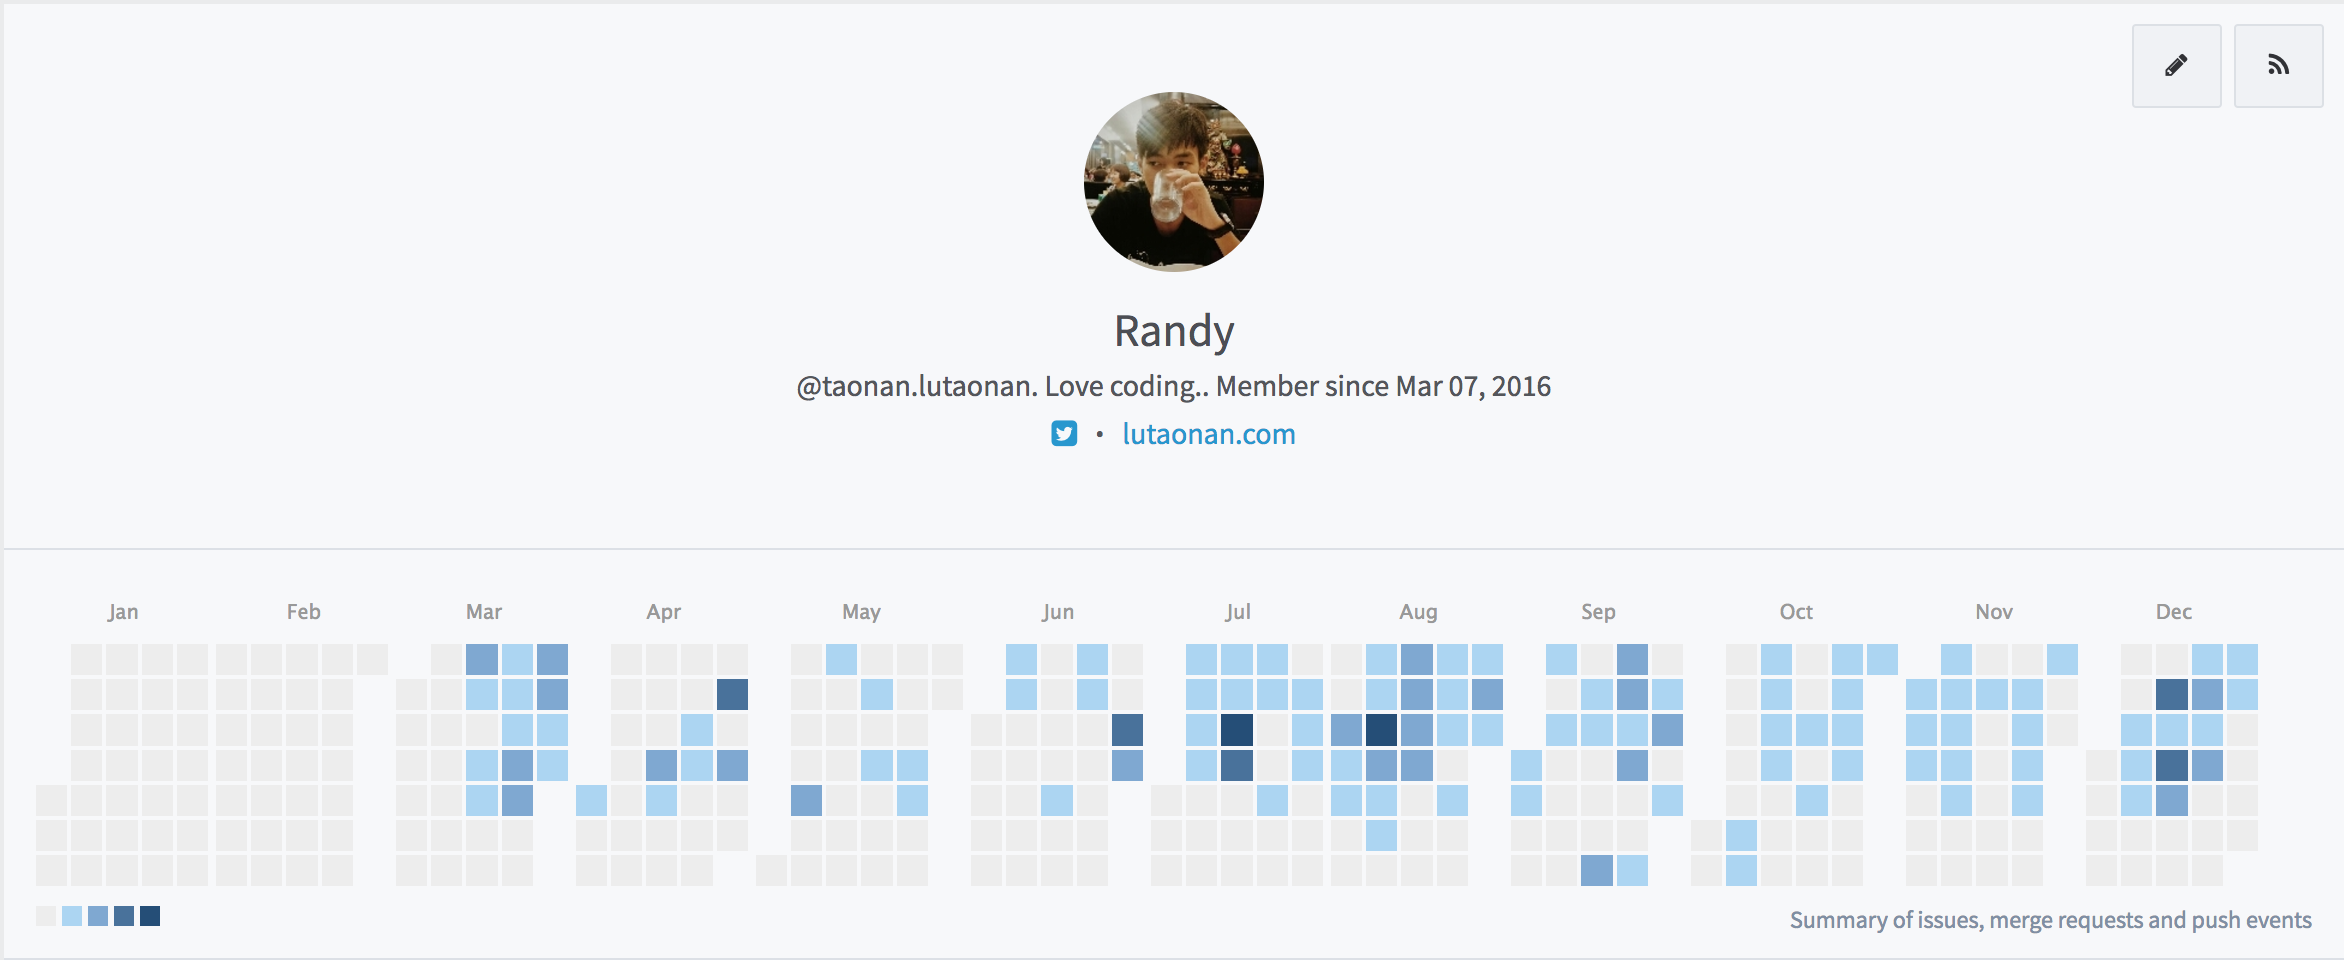 Randy
@taonan.lutaonan. Love coding.. Member since Mar 07, 2016
• lutaonan.com
Jan Feb Mar Apr May Jun Jul Aug Sep Oct Nov Dec
Summary of issues, merge requests and push events